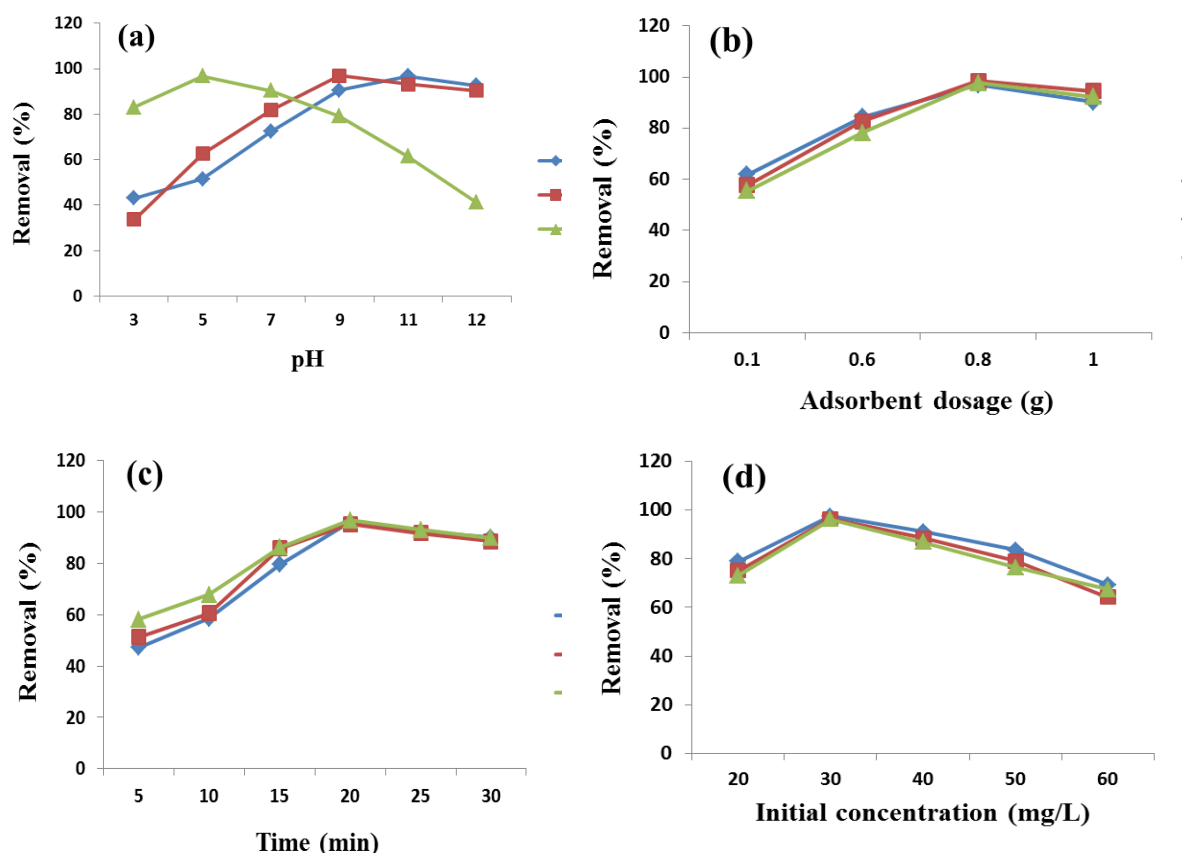 (a)
Removal (%)
120
100
80
60
40
20
0
3 5 7 9 11 12
pH
(b)
Removal (%)
120
100
80
60
40
20
0
0.1 0.6 0.8 1
Adsorbent dosage (g)
(c)
Removal (%)
120
100
80
60
40
20
0
5 10 15 20 25 30
Time (min)
(d)
Removal (%)
120
100
80
60
40
20
0
20 30 40 50 60
Initial concentration (mg/L)